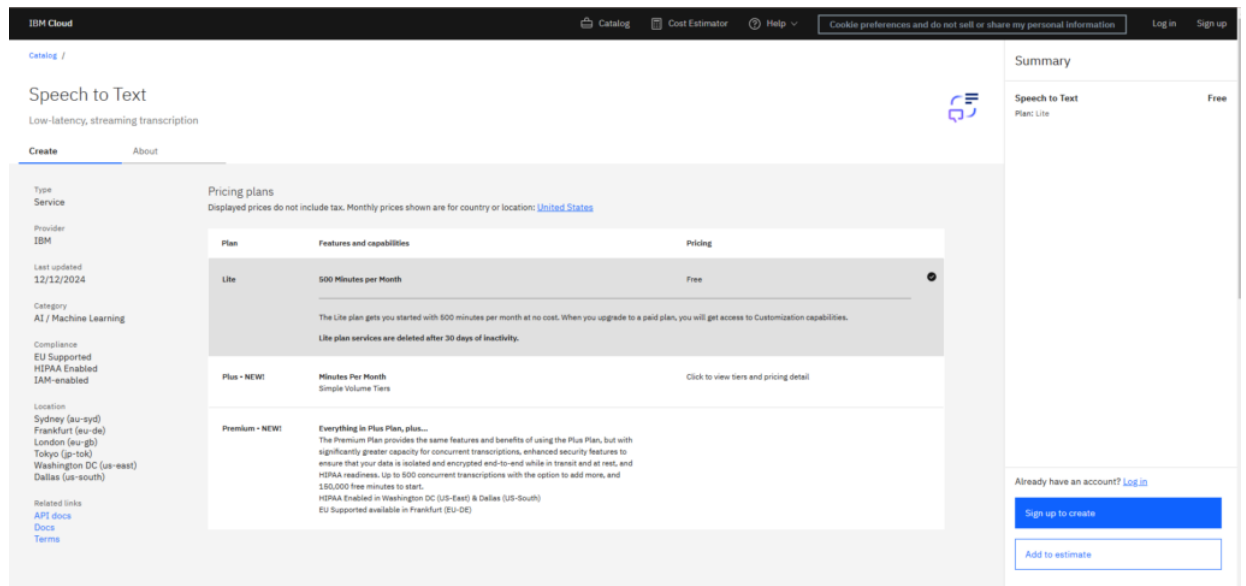 IBM Cloud
Catalog
Cost Estimator
Help
Cookie preferences and do not sell or share my personal information
Log in
Sign up
Catalog /
Speech to Text
Low-latency, streaming transcription
Create
About
Type
Service
Provider
IBM
Last updated
12/12/2024
Category
AI / Machine Learning
Compliance
EU Supported
HIPAA Enabled
IAM-enabled
Location
Sydney (au-syd)
Frankfurt (eu-de)
London (eu-gb)
Tokyo (jp-tok)
Washington DC (us-east)
Dallas (us-south)
Related links
API docs
Docs
Terms
Pricing plans
Displayed prices do not include tax. Monthly prices shown are for country or location: United States
Plan Features and capabilities Pricing
Lite 500 Minutes per Month Free
The Lite plan gets you started with 500 minutes per month at no cost. When you upgrade to a paid plan, you will get access to Customization capabilities.
Lite plan services are deleted after 30 days of inactivity.
Plus - NEW! Minutes Per Month Click to view tiers and pricing detail
Simple Volume Tiers
Premium - NEW! Everything in Plus Plan, plus...
The Premium Plan provides the same features and benefits of using the Plus Plan, but with
significantly greater capacity for concurrent transcriptions, enhanced security features to
ensure that your data is isolated and encrypted end-to-end while in transit and at rest, and
HIPAA readiness. Up to 500 concurrent transcriptions with the option to add more, and
150,000 free minutes to start.
HIPAA Enabled in Washington DC (US-East) & Dallas (US-South)
EU Supported available in Frankfurt (EU-DE)
Summary
Speech to Text Free
Plan: Lite
Already have an account? Log in
Sign up to create
Add to estimate